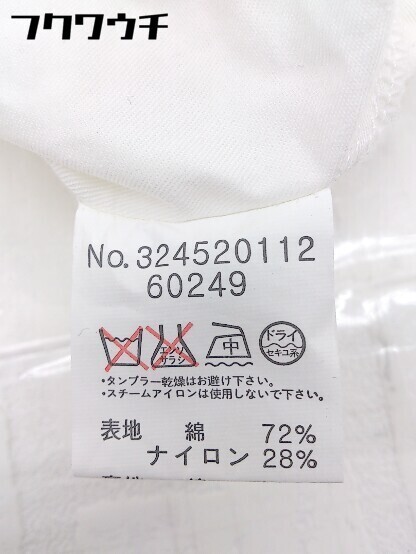 フクワウチ
No.324520112
60249
エンソ
サラシ
中
ドライ
セキユ系
・タンブラー乾燥はお避け下さい。
・スチームアイロンは使用しないで下さい。
表地 綿 72%
ナイロン 28%